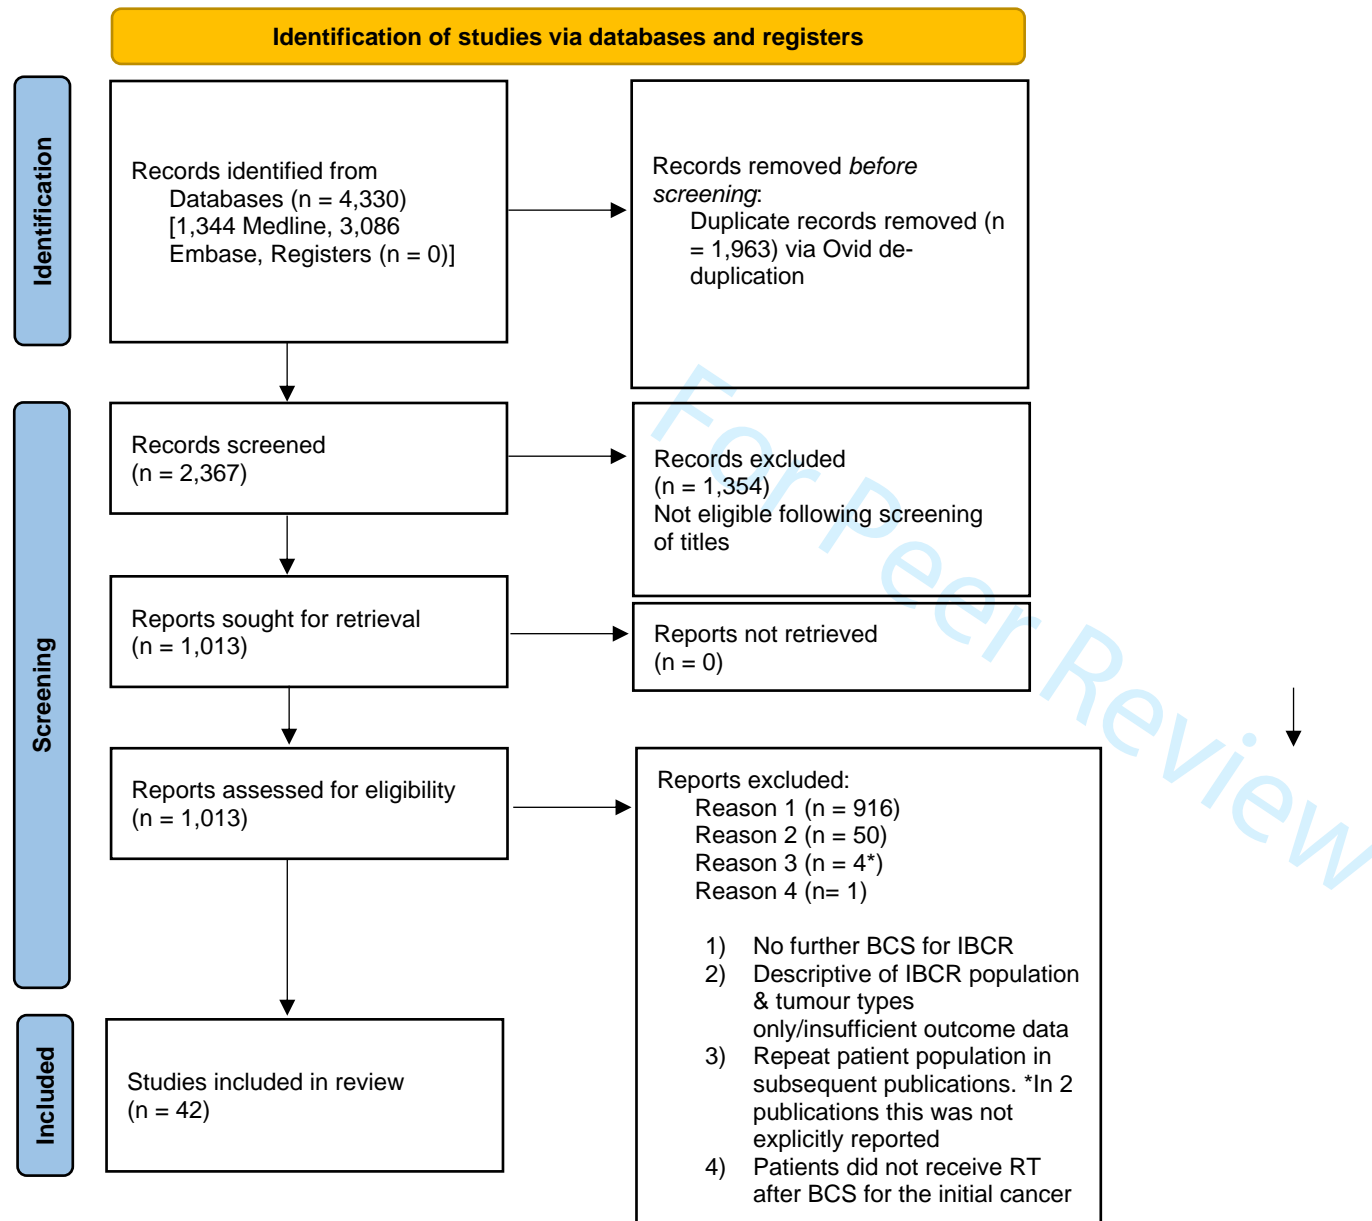 Identification of studies via databases and registers
Identification
Records identified from
Databases (n = 4,330)
[1,344 Medline, 3,086
Embase, Registers (n = 0)]
Records removed before
screening:
Duplicate records removed (n
= 1,963) via Ovid de-
duplication
Screening
Records screened
(n = 2,367)
Records excluded
(n = 1,354)
Not eligible following screening
of titles
Reports sought for retrieval
(n = 1,013)
Reports not retrieved
(n = 0)
Reports assessed for eligibility
(n = 1,013)
Reports excluded:
Reason 1 (n = 916)
Reason 2 (n = 50)
Reason 3 (n = 4*)
Reason 4 (n= 1)
1) No further BCS for IBCR
2) Descriptive of IBCR population
& tumour types
only/insufficient outcome data
3) Repeat patient population in
subsequent publications. *In 2
publications this was not
explicitly reported
4) Patients did not receive RT
after BCS for the initial cancer
Included
Studies included in review
(n = 42)
For Peer Review